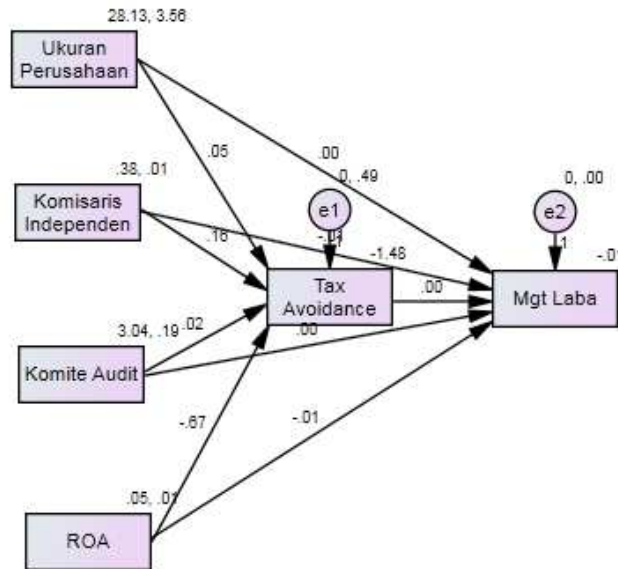 28.13, 3.56
Ukuran
Perusahaan
.05
.00
.38, .01
0, .49
0, .00
Komisaris
Independen
e1
e2
.16
1
-1.48
1
-.01
Tax
Avoidance
.00
Mgt Laba
3.04, .19
.02
.00
Komite Audit
-.67
-.01
.05, .01
ROA